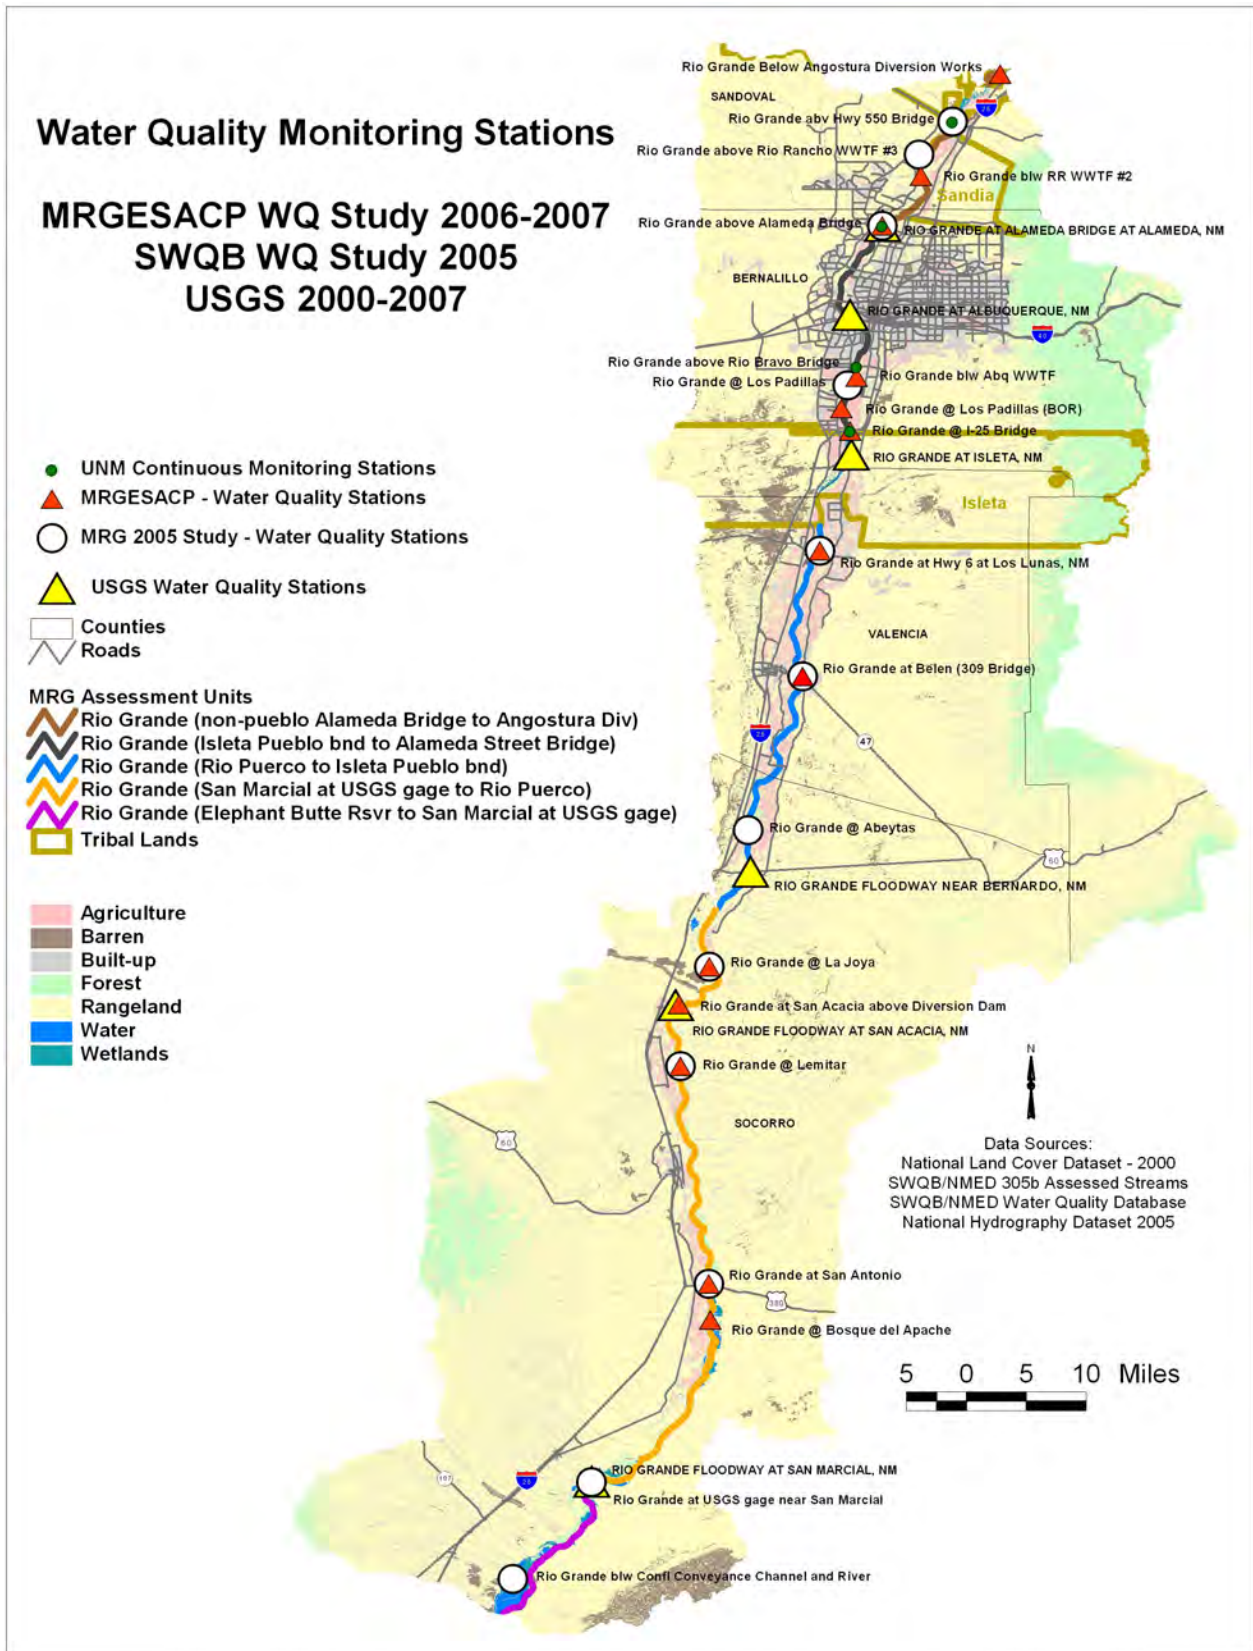 Water Quality Monitoring Stations
MRGESACP WQ Study 2006-2007
SWQB WQ Study 2005
USGS 2000-2007
Rio Grande Below Angostura Diversion Works
SANDOVAL
25
Rio Grande abv Hwy 550 Bridge
Rio Grande above Rio Rancho WWTF #3
Rio Grande blw RR WWTF #2
Sandia
Rio Grande above Alameda Bridge
RIO GRANDE AT ALAMEDA BRIDGE AT ALAMEDA, NM
BERNALILLO
RIO GRANDE AT ALBUQUERQUE, NM
40
Rio Grande above Rio Bravo Bridge
Rio Grande blw Abq WWTF
Rio Grande @ Los Padillas
Rio Grande @ Los Padillas (BOR)
Rio Grande @ I-25 Bridge
RIO GRANDE AT ISLETA, NM
Isleta
Rio Grande at Hwy 6 at Los Lunas, NM
VALENCIA
Rio Grande at Belen (309 Bridge)
25
47
Rio Grande @ Abeytas
60
RIO GRANDE FLOODWAY NEAR BERNARDO, NM
Rio Grande @ La Joya
Rio Grande at San Acacia above Diversion Dam
RIO GRANDE FLOODWAY AT SAN ACACIA, NM
Rio Grande @ Lemitar
SOCORRO
60
Rio Grande at San Antonio
380
Rio Grande @ Bosque del Apache
RIO GRANDE FLOODWAY AT SAN MARCIAL, NM
25
Rio Grande at USGS gage near San Marcial
Rio Grande blw Confl Conveyance Channel and River
UNM Continuous Monitoring Stations
MRGESACP - Water Quality Stations
MRG 2005 Study - Water Quality Stations
USGS Water Quality Stations
Counties
Roads
MRG Assessment Units
Rio Grande (non-pueblo Alameda Bridge to Angostura Div)
Rio Grande (Isleta Pueblo bnd to Alameda Street Bridge)
Rio Grande (Rio Puerco to Isleta Pueblo bnd)
Rio Grande (San Marcial at USGS gage to Rio Puerco)
Rio Grande (Elephant Butte Rsvr to San Marcial at USGS gage)
Tribal Lands
Agriculture
Barren
Built-up
Forest
Rangeland
Water
Wetlands
N
Data Sources:
National Land Cover Dataset - 2000
SWQB/NMED 305b Assessed Streams
SWQB/NMED Water Quality Database
National Hydrography Dataset 2005
5 0 5 10 Miles